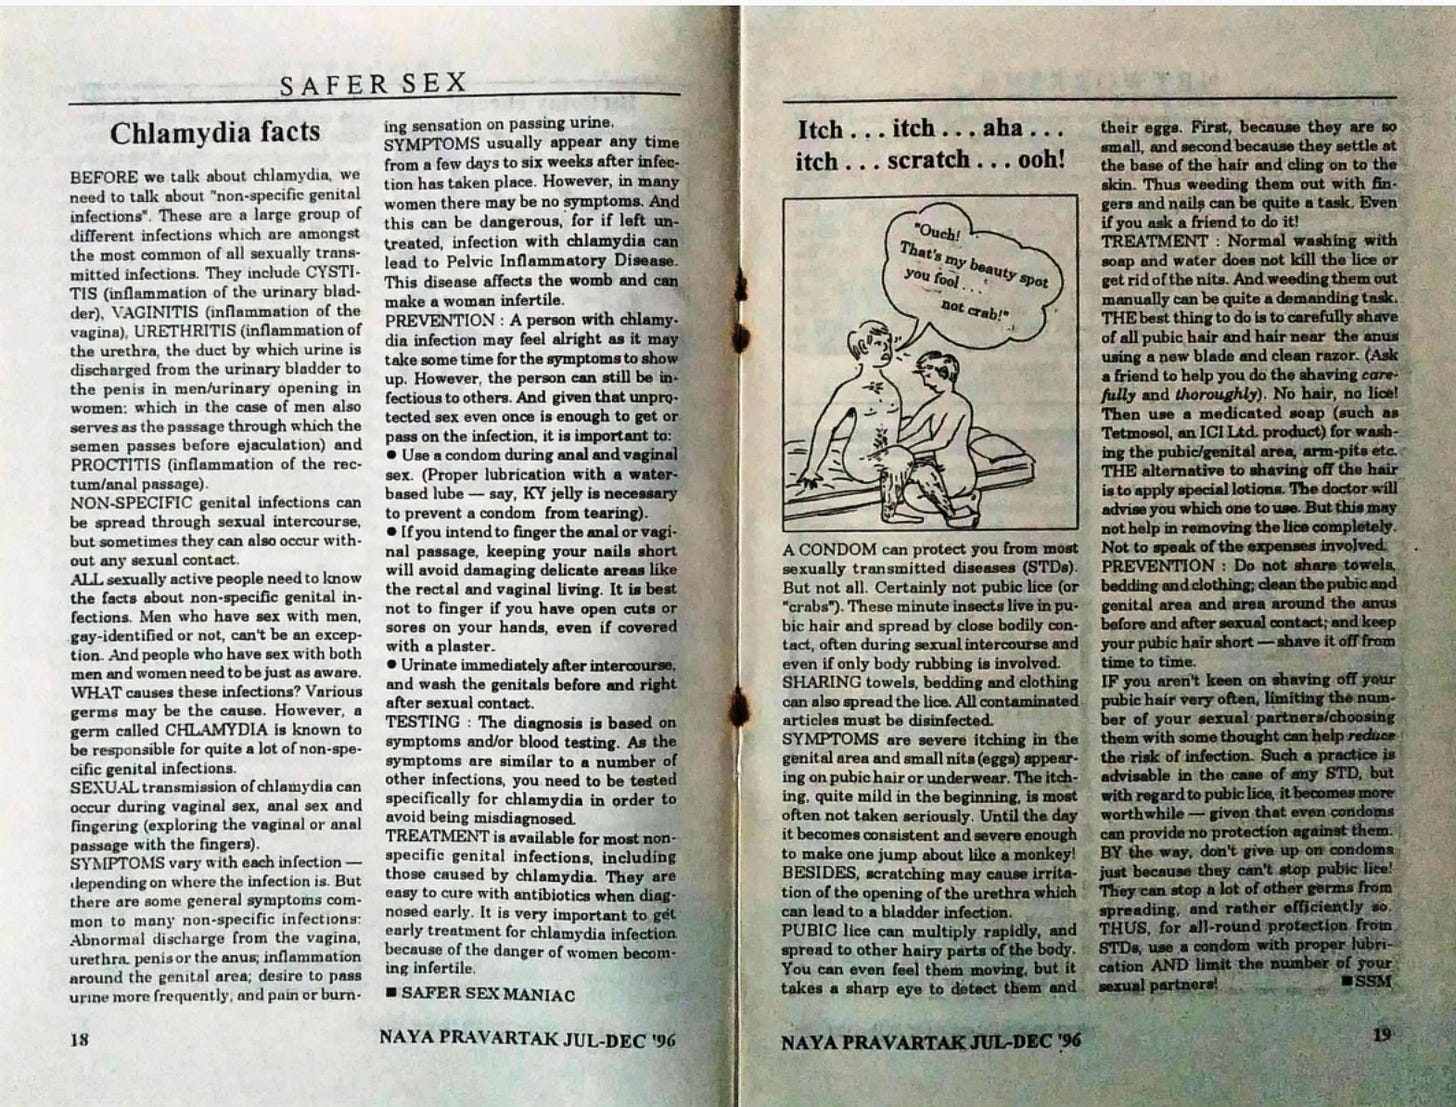 SAFER SEX
Chlamydia facts
BEFORE we talk about chlamydia, we
need to talk about "non-specific genital
infections". These are a large group of
different infections which are amongst
the most common of all sexually trans-
mitted infections. They include CYSTI-
TIS (inflammation of the urinary blad-
der), VAGINITIS (inflammation of the
vagina), URETHRITIS (inflammation of
the urethra, the duct by which urine is
discharged from the urinary bladder to
the penis in men/urinary opening in
women; which in the case of men also
serves as the passage through which the
semen passes before ejaculation) and
PROCTITIS (inflammation of the rec-
tum/anal passage).
NON-SPECIFIC genital infections can
be spread through sexual intercourse,
but sometimes they can also occur with-
out any sexual contact.
ALL sexually active people need to know
the facts about non-specific genital in-
fections. Men who have sex with men,
gay-identified or not, can't be an excep-
tion. And people who have sex with both
men and women need to be just as aware.
WHAT causes these infections? Various
germs may be the cause. However, a
germ called CHLAMYDIA is known to
be responsible for quite a lot of non-spe-
cific genital infections.
SEXUAL transmission of chlamydia can
occur during vaginal sex, anal sex and
fingering (exploring the vaginal or anal
passage with the fingers).
SYMPTOMS vary with each infection —
depending on where the infection is. But
there are some general symptoms com-
mon to many non-specific infections:
Abnormal discharge from the vagina,
urethra, penis or the anus; inflammation
around the genital area; desire to pass
urine more frequently, and pain or burn-
ing sensation on passing urine.
SYMPTOMS usually appear any time
from a few days to six weeks after infec-
tion has taken place. However, in many
women there may be no symptoms. And
this can be dangerous, for if left un-
treated, infection with chlamydia can
lead to Pelvic Inflammatory Disease.
This disease affects the womb and can
make a woman infertile.
PREVENTION : A person with chlamy-
dia infection may feel alright as it may
take some time for the symptoms to show
up. However, the person can still be in-
fectious to others. And given that unpro-
tected sex even once is enough to get or
pass on the infection, it is important to:
● Use a condom during anal and vaginal
sex. (Proper lubrication with a water-
based lube — say, KY jelly is necessary
to prevent a condom from tearing).
● If you intend to finger the anal or vagi-
nal passage, keeping your nails short
will avoid damaging delicate areas like
the rectal and vaginal living. It is best
not to finger if you have open cuts or
sores on your hands, even if covered
with a plaster.
● Urinate immediately after intercourse,
and wash the genitals before and right
after sexual contact.
TESTING : The diagnosis is based on
symptoms and/or blood testing. As the
symptoms are similar to a number of
other infections, you need to be tested
specifically for chlamydia in order to
avoid being misdiagnosed.
TREATMENT is available for most non-
specific genital infections, including
those caused by chlamydia. They are
easy to cure with antibiotics when diag-
nosed early. It is very important to get
early treatment for chlamydia infection
because of the danger of women becom-
ing infertile.
■ SAFER SEX MANIAC
18
NAYA PRAVARTAK JUL-DEC '96
Itch . . . itch . . . aha . . .
itch . . . scratch . . . ooh!
"Ouch!
That's my beauty spot
you fool . . .
not crab!"
A CONDOM can protect you from most
sexually transmitted diseases (STDs).
But not all. Certainly not pubic lice (or
"crabs"). These minute insects live in pu-
bic hair and spread by close bodily con-
tact, often during sexual intercourse and
even if only body rubbing is involved.
SHARING towels, bedding and clothing
can also spread the lice. All contaminated
articles must be disinfected.
SYMPTOMS are severe itching in the
genital area and small nits (eggs) appear-
ing on pubic hair or underwear. The itch-
ing, quite mild in the beginning, is most
often not taken seriously. Until the day
it becomes consistent and severe enough
to make one jump about like a monkey!
BESIDES, scratching may cause irrita-
tion of the opening of the urethra which
can lead to a bladder infection.
PUBIC lice can multiply rapidly, and
spread to other hairy parts of the body.
You can even feel them moving, but it
takes a sharp eye to detect them and
their eggs. First, because they are so
small, and second because they settle at
the base of the hair and cling on to the
skin. Thus weeding them out with fin-
gers and nails can be quite a task. Even
if you ask a friend to do it!
TREATMENT : Normal washing with
soap and water does not kill the lice or
get rid of the nits. And weeding them out
manually can be quite a demanding task.
THE best thing to do is to carefully shave
of all pubic hair and hair near the anus
using a new blade and clean razor. (Ask
a friend to help you do the shaving care-
fully and thoroughly). No hair, no lice!
Then use a medicated soap (such as
Tetmosol, an ICI Ltd. product) for wash-
ing the pubic/genital area, arm-pits etc.
THE alternative to shaving off the hair
is to apply special lotions. The doctor will
advise you which one to use. But this may
not help in removing the lice completely.
Not to speak of the expenses involved.
PREVENTION : Do not share towels,
bedding and clothing; clean the pubic and
genital area and area around the anus
before and after sexual contact; and keep
your pubic hair short — shave it off from
time to time.
IF you aren't keen on shaving off your
pubic hair very often, limiting the num-
ber of your sexual partners/choosing
them with some thought can help reduce
the risk of infection. Such a practice is
advisable in the case of any STD, but
with regard to pubic lice, it becomes more
worthwhile — given that even condoms
can provide no protection against them.
BY the way, don't give up on condoms
just because they can't stop pubic lice!
They can stop a lot of other germs from
spreading, and rather efficiently so.
THUS, for all-round protection from
STDs, use a condom with proper lubri-
cation AND limit the number of your
sexual partners!
■ SSM
NAYA PRAVARTAK JUL-DEC '96
19